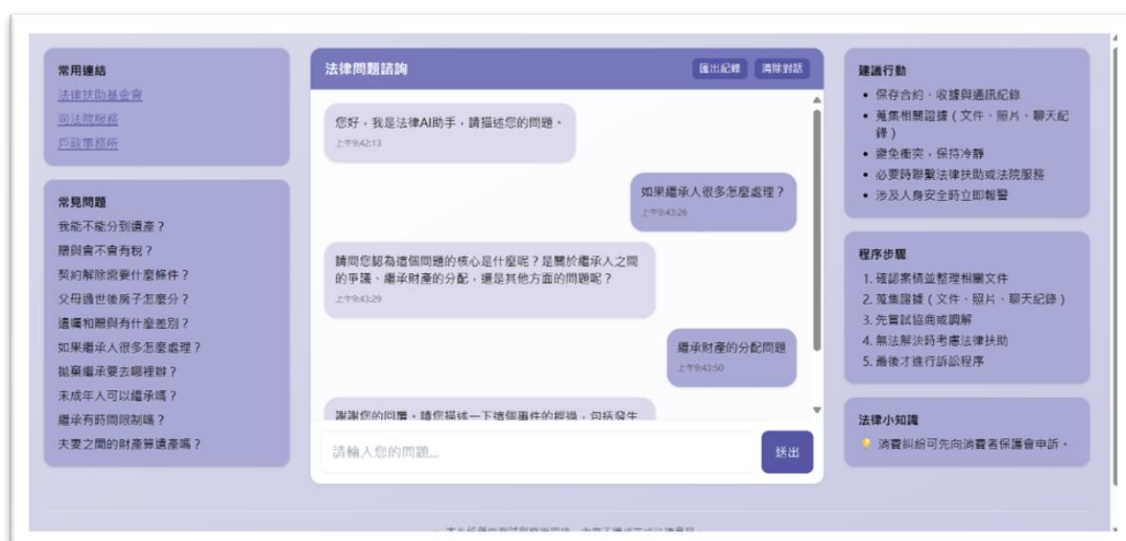 常用連結
法律扶助基金會
司法院服務
戶政事務所
常見問題
我能不能分到遺產？
贈與會不會有稅？
契約解除需要什麼條件？
父母過世後房子怎麼分？
遺囑和贈與有什麼差別？
如果繼承人很多怎麼處理？
拋棄繼承要去哪裡辦？
未成年人可以繼承嗎？
繼承有時間限制嗎？
夫妻之間的財產算遺產嗎？
法律問題諮詢
匯出紀錄 清除對話
您好，我是法律AI助手，請描述您的問題。
上午9:42:13
如果繼承人很多怎麼處理？
上午9:43:26
請問您認為這個問題的核心是什麼呢？是關於繼承人之間
的爭議、繼承財產的分配，還是其他方面的問題呢？
上午9:43:29
繼承財產的分配問題
上午9:43:50
謝謝您的回覆。請您描述一下這個事件的經過，包括發生
請輸入您的問題...
送出
建議行動
• 保存合約、收據與通訊紀錄
• 蒐集相關證據（文件、照片、聊天紀
錄）
• 避免衝突，保持冷靜
• 必要時聯繫法律扶助或法院服務
• 涉及人身安全時立即報警
程序步驟
1. 確認案情並整理相關文件
2. 蒐集證據（文件、照片、聊天紀錄）
3. 先嘗試協商或調解
4. 無法解決時考慮法律扶助
5. 最後才進行訴訟程序
法律小知識
💡 消費糾紛可先向消費者保護會申訴。